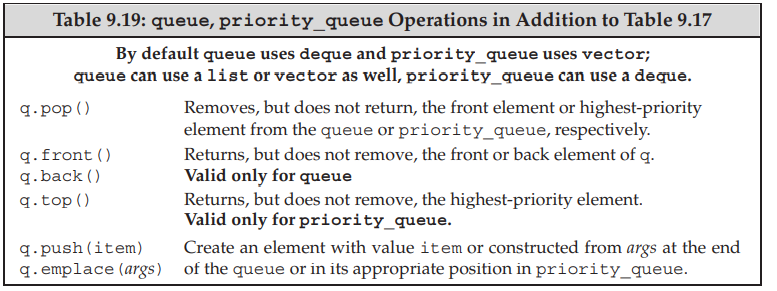 Table 9.19: queue, priority_queue Operations in Addition to Table 9.17
By default queue uses deque and priority_queue uses vector;
queue can use a list or vector as well, priority_queue can use a deque.
q.pop() Removes, but does not return, the front element or highest-priority
element from the queue or priority_queue, respectively.
q.front() Returns, but does not remove, the front or back element of q.
q.back() Valid only for queue
q.top() Returns, but does not remove, the highest-priority element.
Valid only for priority_queue.
q.push(item) Create an element with value item or constructed from args at the end
q.emplace(args) of the queue or in its appropriate position in priority_queue.